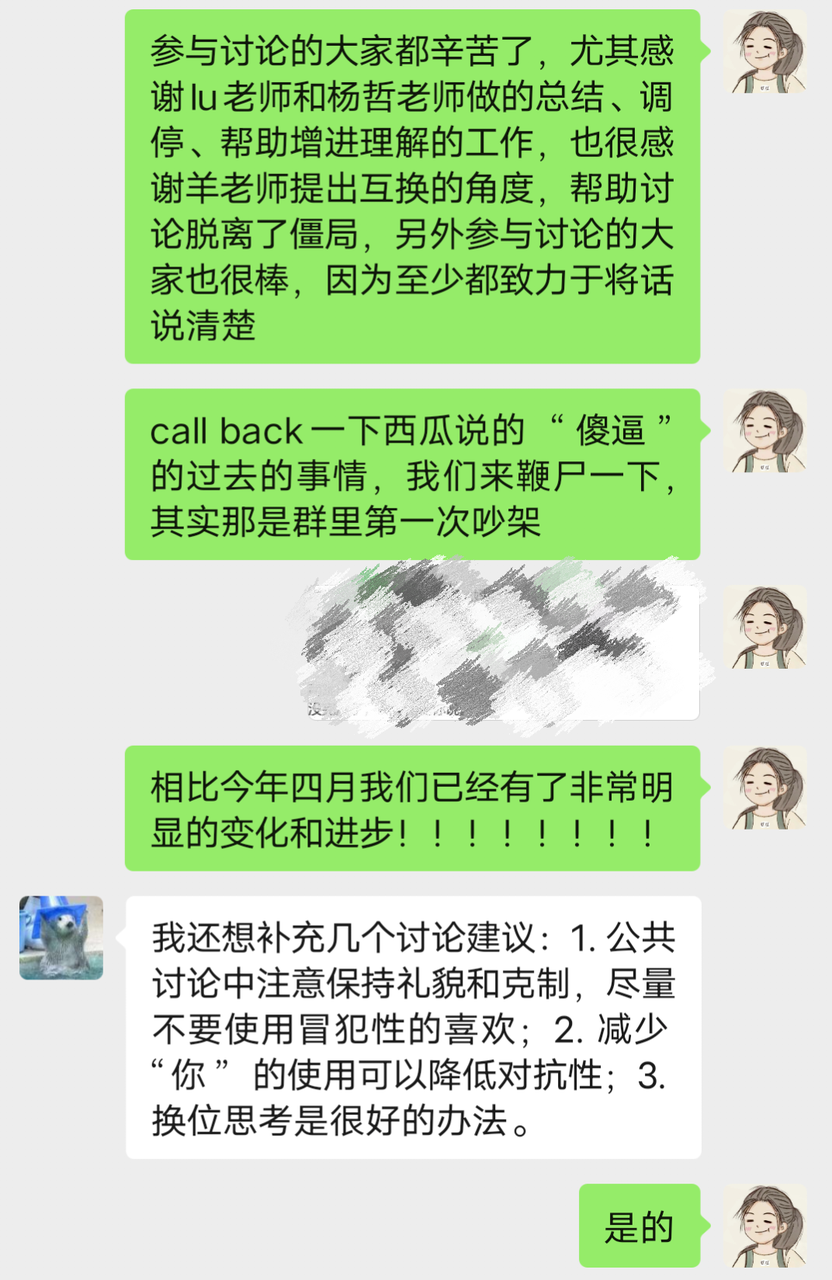 参与讨论的大家都辛苦了，尤其感
谢lu老师和杨哲老师做的总结、调
停、帮助增进理解的工作，也很感
谢羊老师提出互换的角度，帮助讨
论脱离了僵局，另外参与讨论的大
家也很棒，因为至少都致力于将话
说清楚
call back一下西瓜说的“傻逼”
的过去的事情，我们来鞭尸一下，
其实那是群里第一次吵架
相比今年四月我们已经有了非常明
显的变化和进步！！！！！！！！
我还想补充几个讨论建议：1. 公共
讨论中注意保持礼貌和克制，尽量
不要使用冒犯性的喜欢；2. 减少
“你” 的使用可以降低对抗性；3.
换位思考是很好的办法。
是的